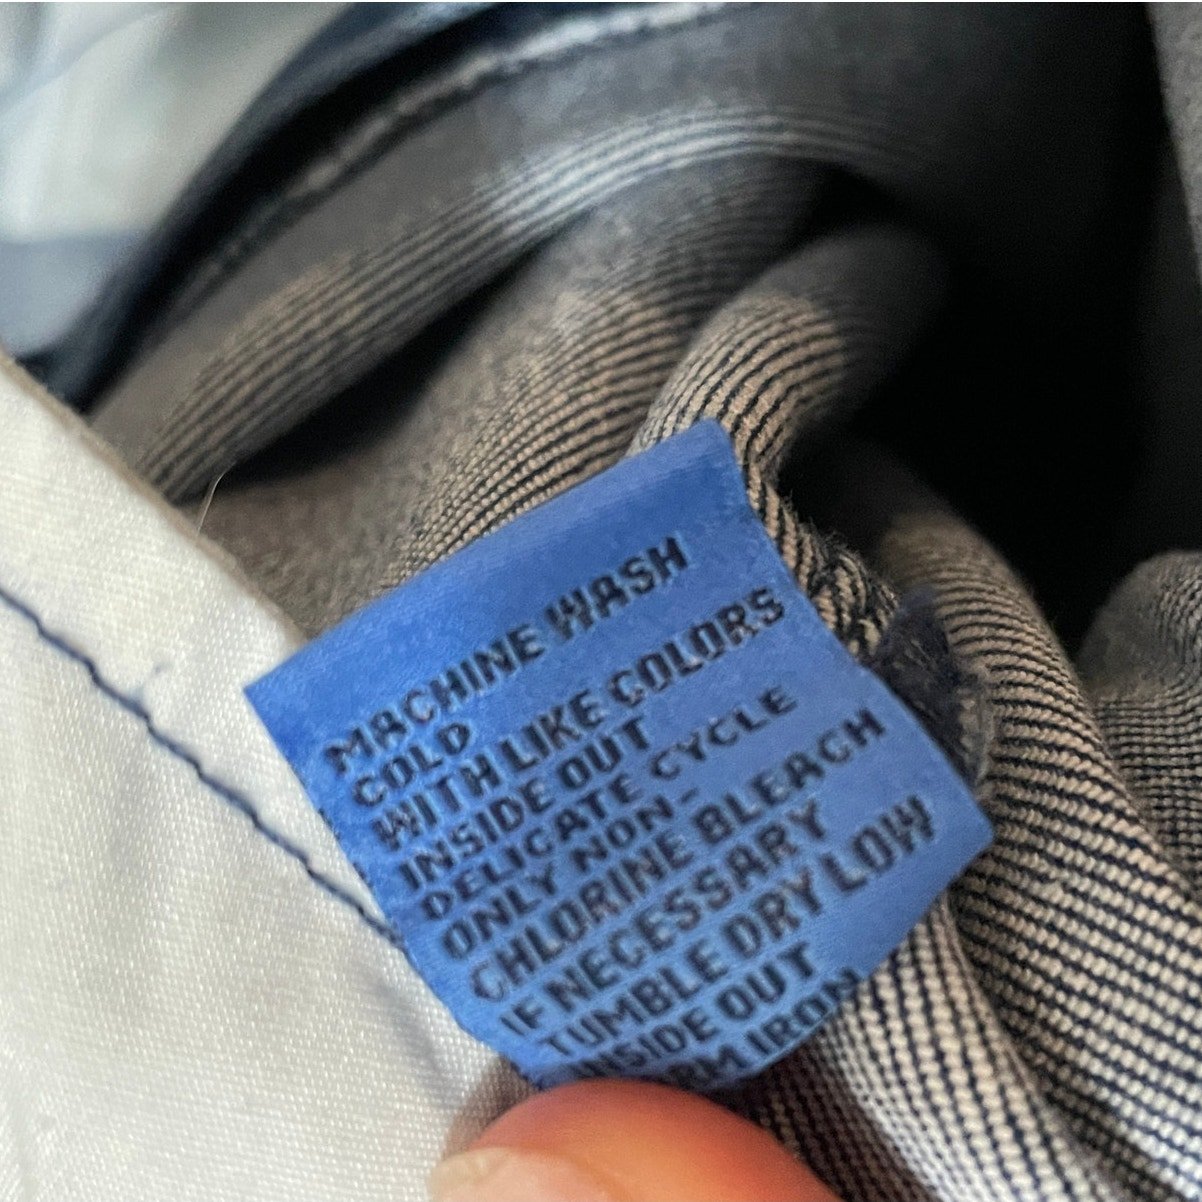 MACHINE WASH
COLD
WITH LIKE COLORS
INSIDE OUT
DELICATE CYCLE
ONLY NON-
CHLORINE BLEACH
IF NECESSARY
TUMBLE DRY LOW
INSIDE OUT
IRON